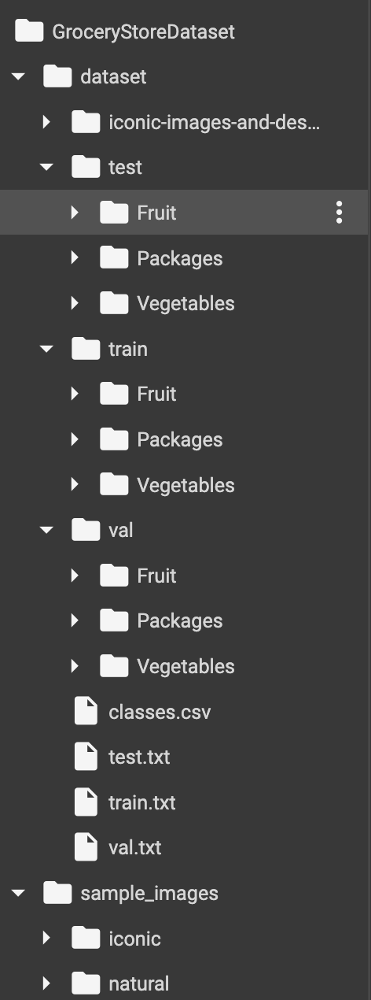 GroceryStoreDataset
dataset
iconic-images-and-des...
test
Fruit
Packages
Vegetables
train
Fruit
Packages
Vegetables
val
Fruit
Packages
Vegetables
classes.csv
test.txt
train.txt
val.txt
sample_images
iconic
natural